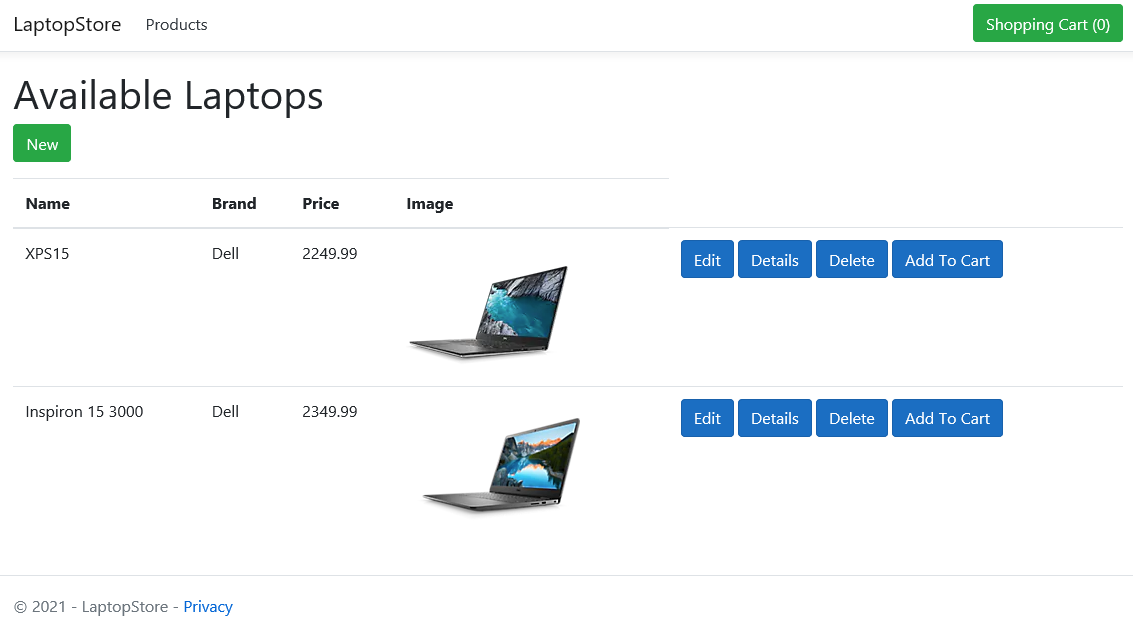 LaptopStore Products Shopping Cart (0)
Available Laptops
New
Name Brand Price Image
XPS15 Dell 2249.99 Edit Details Delete Add To Cart
Inspiron 15 3000 Dell 2349.99 Edit Details Delete Add To Cart
© 2021 - LaptopStore - Privacy